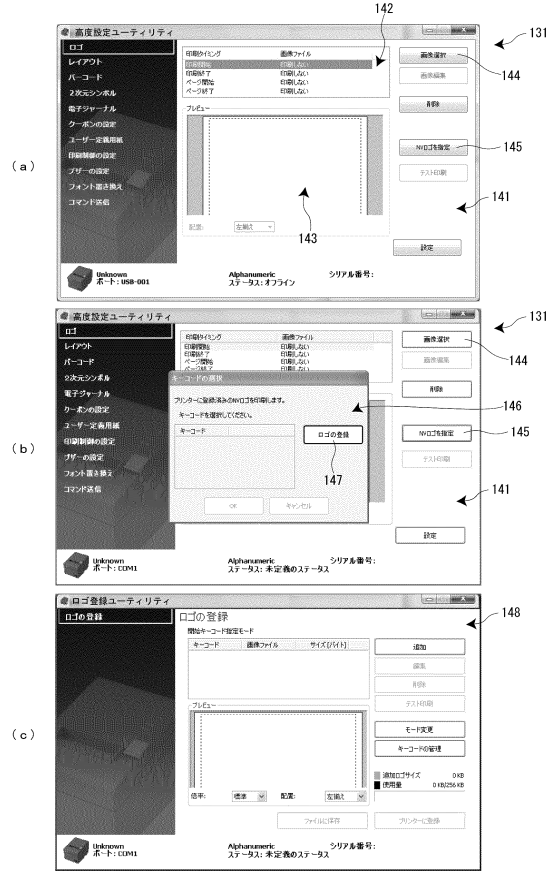 (a)
142
131
高度設定ユーティリティ
ロゴ
レイアウト
バーコード
2次元シンボル
電子ジャーナル
クーポンの設定
ユーザー定義用紙
印刷制御の設定
ブザーの設定
フォント置き換え
コマンド送信
印刷タイミング 画像ファイル
印刷開始 印刷しない
印刷終了 印刷しない
ページ開始 印刷しない
ページ終了 印刷しない
画像選択
144
画像編集
削除
プレビュー
NVロゴを指定
145
テスト印刷
143
141
配置: 左揃え
設定
Unknown
ポート: USB-001
Alphanumeric
ステータス: オフライン
シリアル番号:
(b)
131
高度設定ユーティリティ
ロゴ
レイアウト
バーコード
2次元シンボル
電子ジャーナル
クーポンの設定
ユーザー定義用紙
印刷制御の設定
ブザーの設定
フォント置き換え
コマンド送信
印刷タイミング 画像ファイル
印刷開始 印刷しない
印刷終了 印刷しない
ページ開始 印刷しない
画像選択
144
画像編集
削除
キーコードの選択
プリンターに登録済みのNVロゴを印刷します。
キーコードを選択してください。
146
キーコード
ロゴの登録
147
OK キャンセル
NVロゴを指定
145
テスト印刷
141
設定
Unknown
ポート: COM1
Alphanumeric
ステータス: 未定義のステータス
シリアル番号:
(c)
148
ロゴ登録ユーティリティ
ロゴの登録
ロゴの登録
開始キーコード指定モード
キーコード 画像ファイル サイズ[バイト]
追加
編集
削除
テスト印刷
プレビュー
モード変更
キーコードの管理
追加ロゴサイズ 0 KB
使用量 0 KB/256 KB
倍率: 標準 配置: 左揃え
ファイルに保存 プリンターに登録
Unknown
ポート: COM1
Alphanumeric
ステータス: 未定義のステータス
シリアル番号: